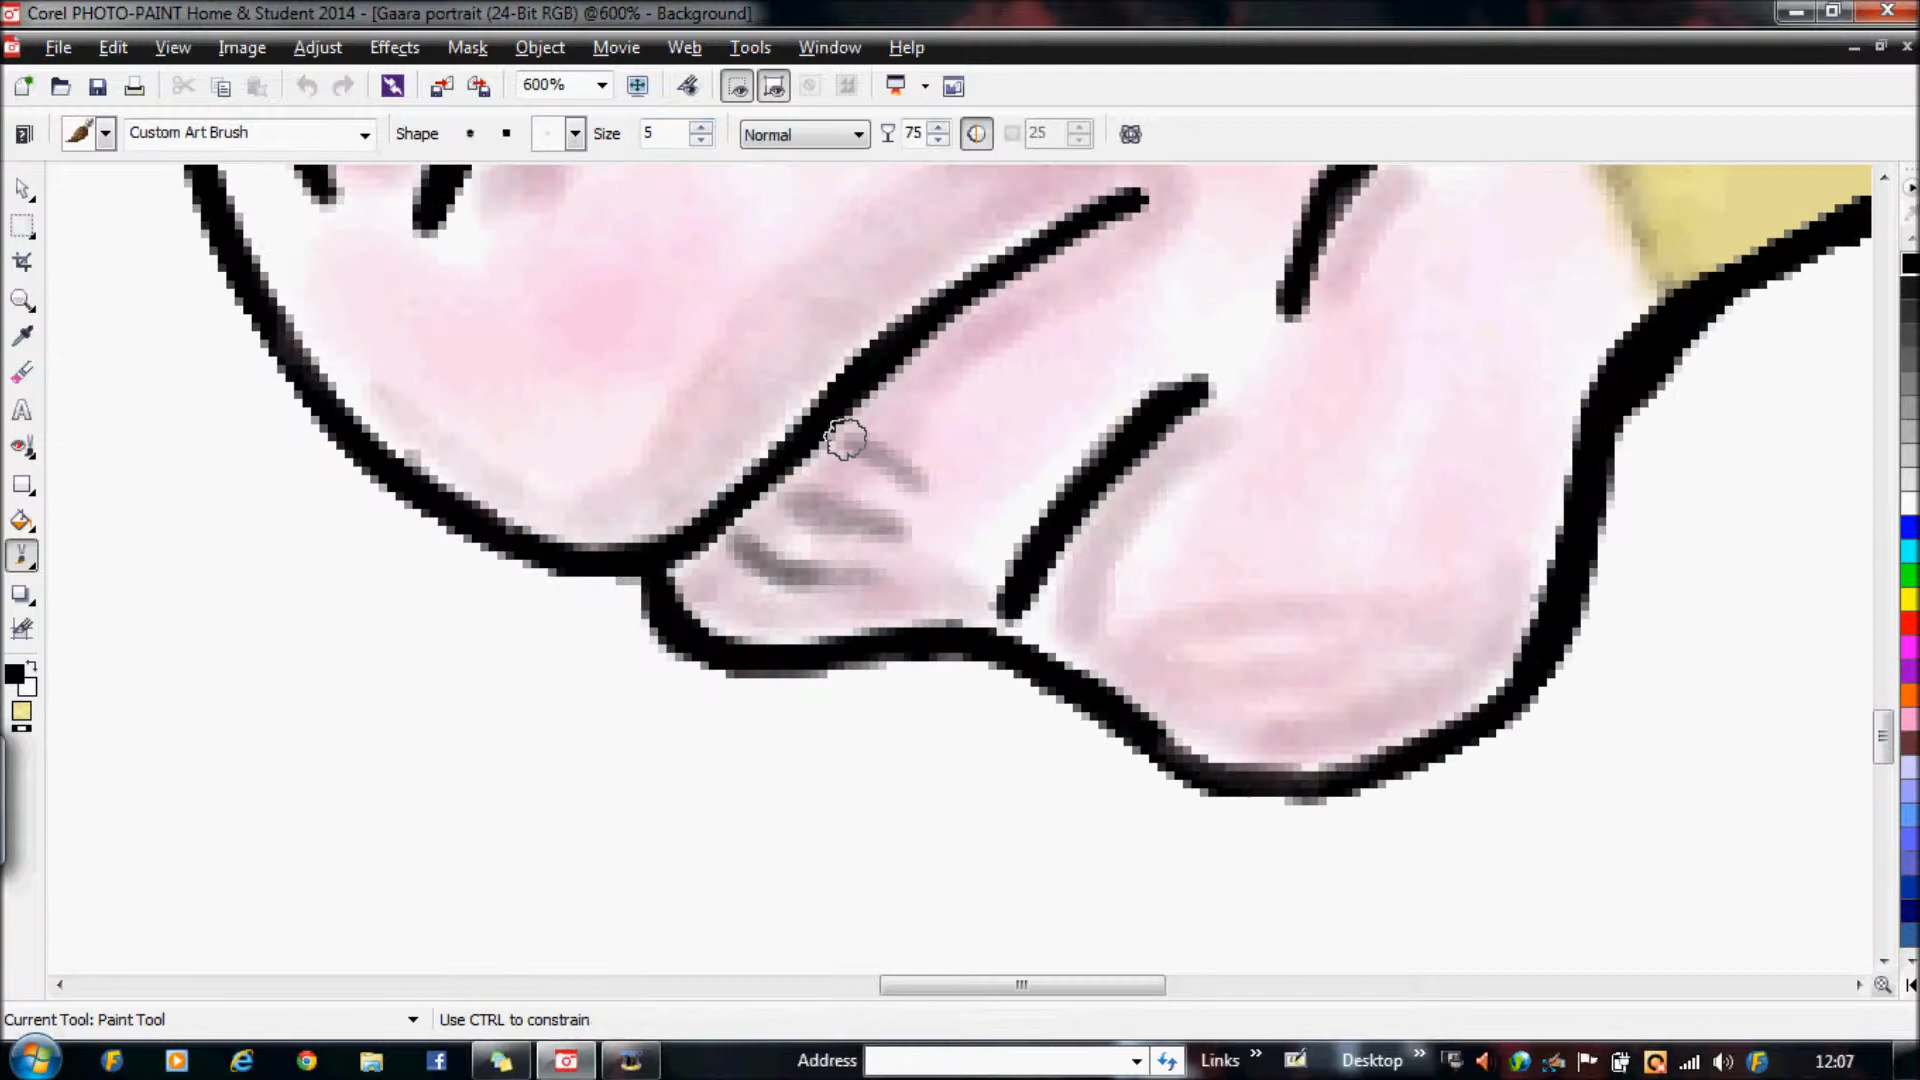 Corel PHOTO-PAINT Home & Student 2014 - [Gaara portrait (24-Bit RGB) @600% - Background]
File Edit View Image Adjust Effects Mask Object Movie Web Tools Window Help
600%
Custom Art Brush Shape Size 5 Normal 75 25
Current Tool: Paint Tool Use CTRL to constrain
Address Links » Desktop » 12:07